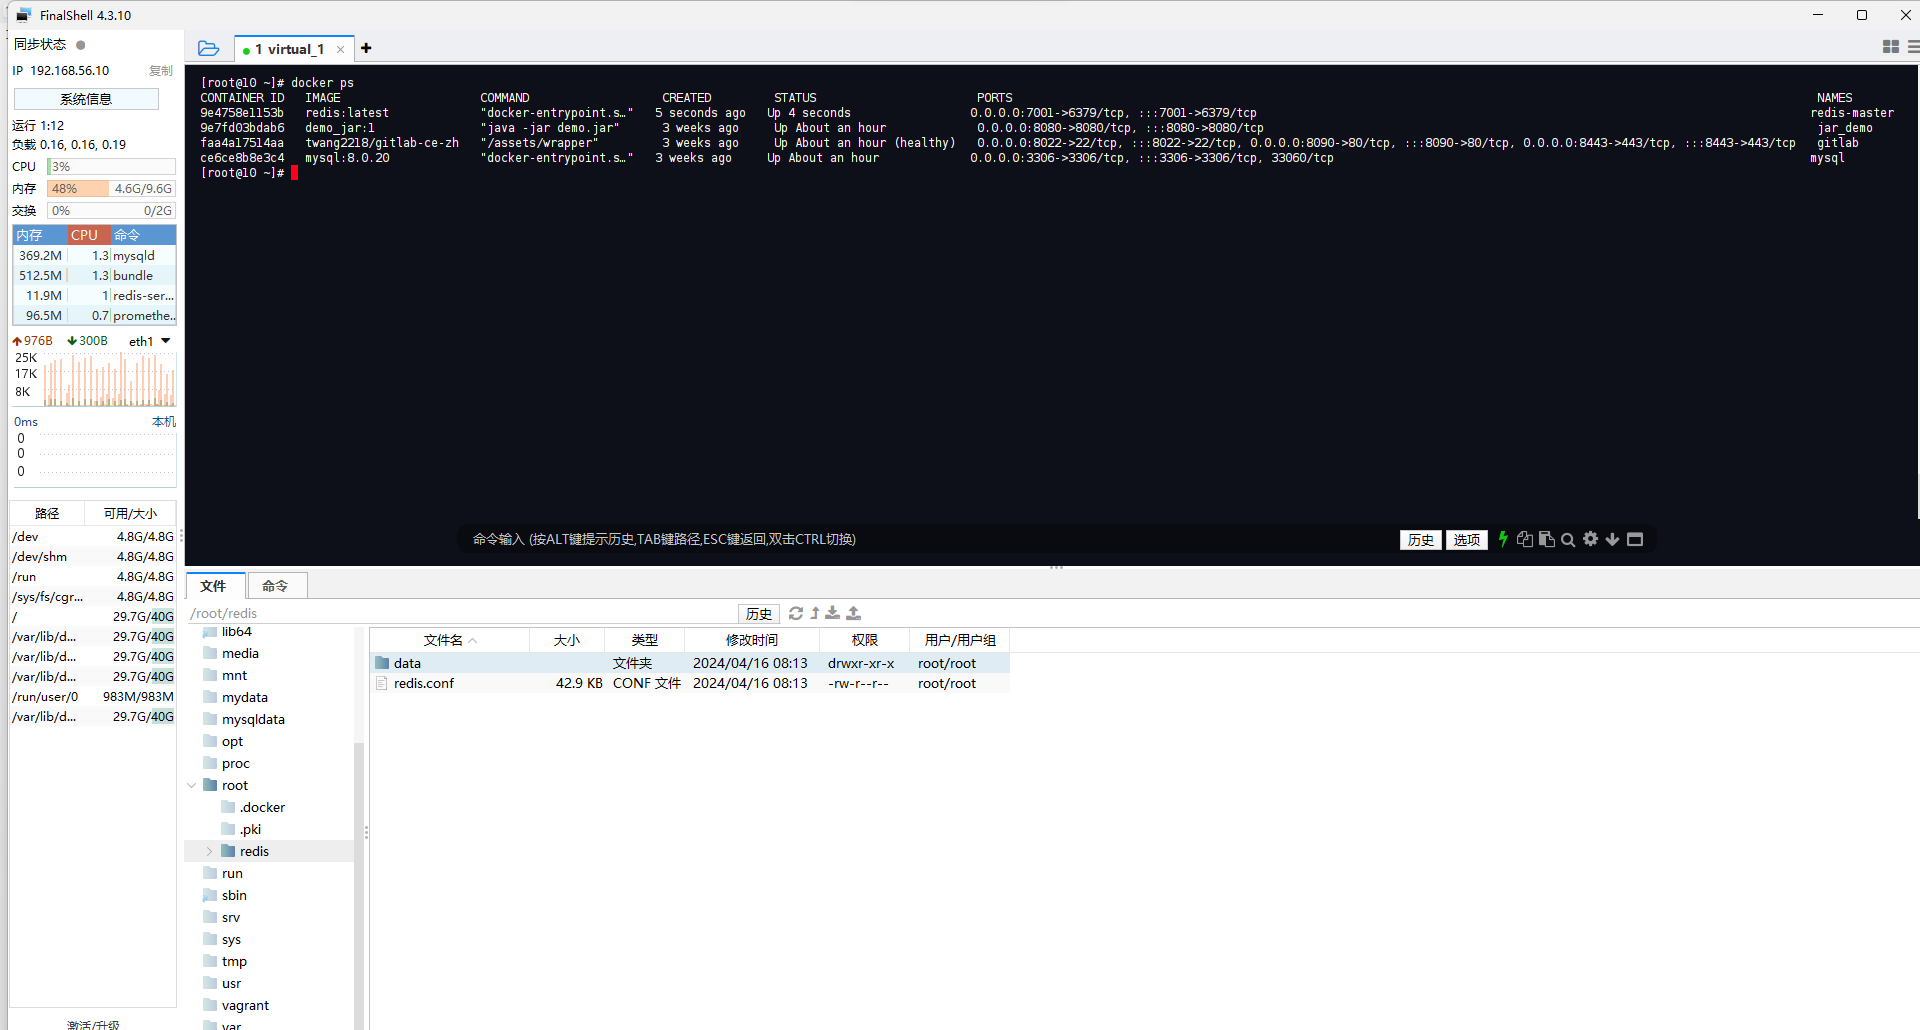 FinalShell 4.3.10
同步状态
IP 192.168.56.10 复制
系统信息
运行 1:12
负载 0.16, 0.16, 0.19
CPU 3%
内存 48% 4.6G/9.6G
交换 0% 0/2G
内存 CPU 命令
369.2M 1.3 mysqld
512.5M 1.3 bundle
11.9M 1 redis-ser...
96.5M 0.7 promethe..
976B 300B eth1
25K
17K
8K
0ms 本机
0
0
0
路径 可用/大小
/dev 4.8G/4.8G
/dev/shm 4.8G/4.8G
/run 4.8G/4.8G
/sys/fs/cgr... 4.8G/4.8G
/ 29.7G/40G
/var/lib/d... 29.7G/40G
/var/lib/d... 29.7G/40G
/var/lib/d... 29.7G/40G
/run/user/0 983M/983M
/var/lib/d... 29.7G/40G
激活/升级
1 virtual_1
[root@10 ~]# docker ps
CONTAINER ID IMAGE COMMAND CREATED STATUS PORTS NAMES
9e4758e1153b redis:latest "docker-entrypoint.s…" 5 seconds ago Up 4 seconds 0.0.0.0:7001->6379/tcp, :::7001->6379/tcp redis-master
9e7fd03bdab6 demo_jar:1 "java -jar demo.jar" 3 weeks ago Up About an hour 0.0.0.0:8080->8080/tcp, :::8080->8080/tcp jar_demo
faa4a17514aa twang2218/gitlab-ce-zh "/assets/wrapper" 3 weeks ago Up About an hour (healthy) 0.0.0.0:8022->22/tcp, :::8022->22/tcp, 0.0.0.0:8090->80/tcp, :::8090->80/tcp, 0.0.0.0:8443->443/tcp, :::8443->443/tcp gitlab
ce6ce8b8e3c4 mysql:8.0.20 "docker-entrypoint.s…" 3 weeks ago Up About an hour 0.0.0.0:3306->3306/tcp, :::3306->3306/tcp, 33060/tcp mysql
[root@10 ~]#
命令输入 (按ALT键提示历史,TAB键路径,ESC键返回,双击CTRL切换) 历史 选项
文件 命令
/root/redis 历史
lib64
media
mnt
mydata
mysqldata
opt
proc
root
.docker
.pki
redis
run
sbin
srv
sys
tmp
usr
vagrant
var
文件名 大小 类型 修改时间 权限 用户/用户组
data 文件夹 2024/04/16 08:13 drwxr-xr-x root/root
redis.conf 42.9 KB CONF 文件 2024/04/16 08:13 -rw-r--r-- root/root